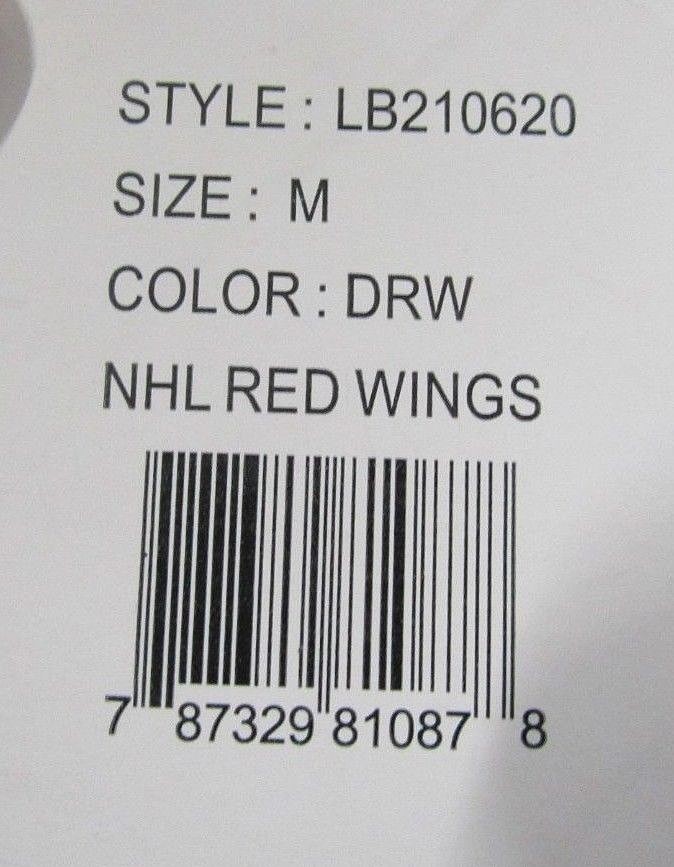 STYLE : LB210620
SIZE : M
COLOR : DRW
NHL RED WINGS
7 87329 81087 8